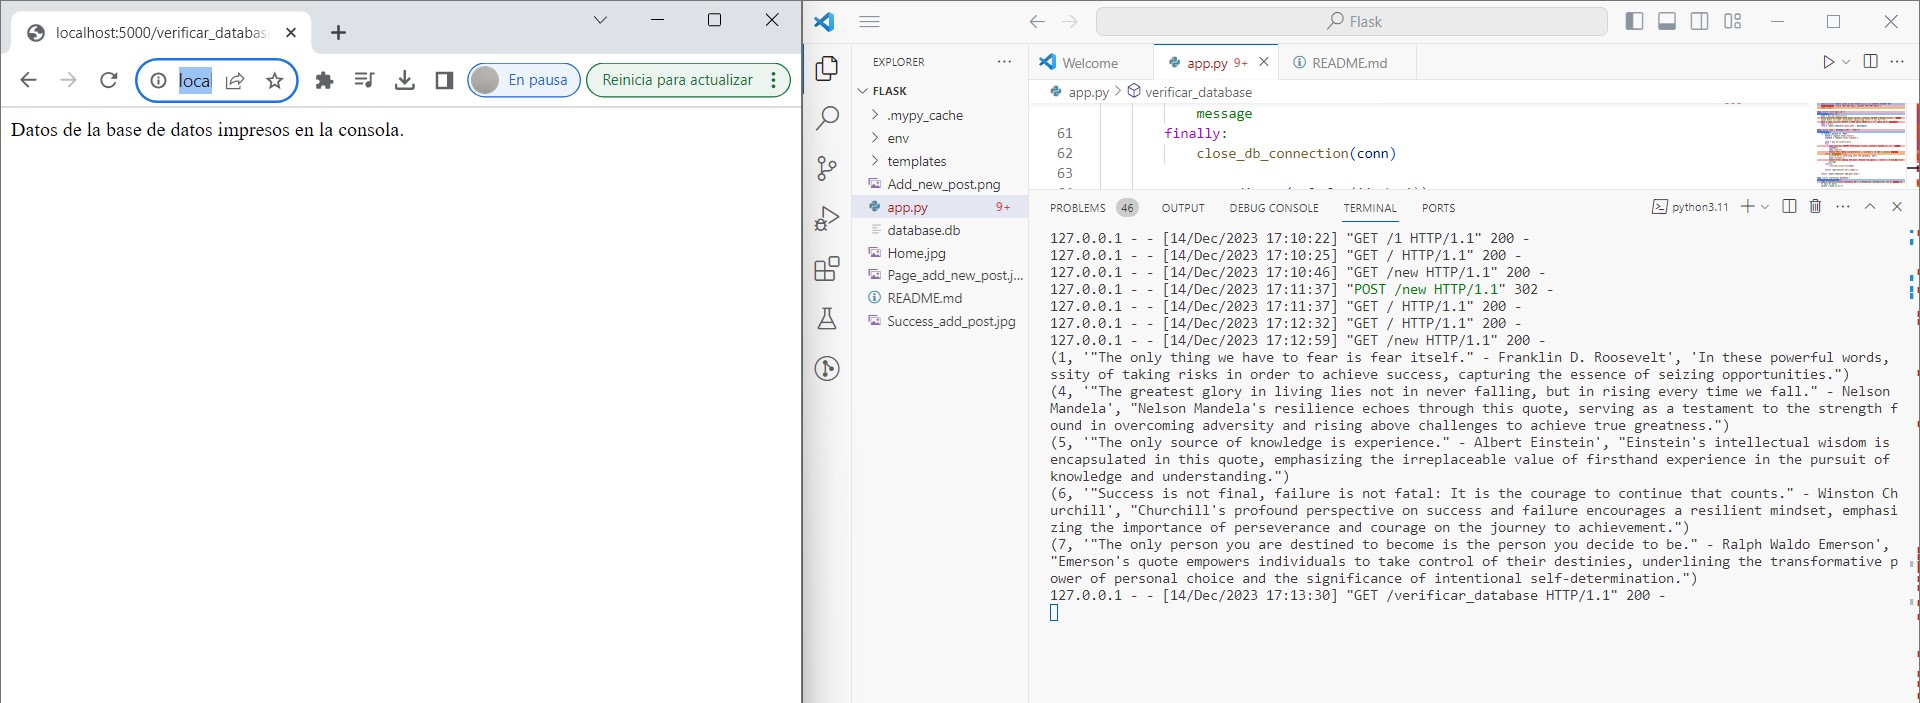 localhost:5000/verificar_databas
local
En pausa
Reinicia para actualizar
Datos de la base de datos impresos en la consola.
Flask
EXPLORER
FLASK
.mypy_cache
env
templates
Add_new_post.png
app.py 9+
database.db
Home.jpg
Page_add_new_post.j...
README.md
Success_add_post.jpg
Welcome
app.py 9+
README.md
app.py > verificar_database
message
61 finally:
62 close_db_connection(conn)
63
PROBLEMS 46 OUTPUT DEBUG CONSOLE TERMINAL PORTS
python3.11
127.0.0.1 - - [14/Dec/2023 17:10:22] "GET /1 HTTP/1.1" 200 -
127.0.0.1 - - [14/Dec/2023 17:10:25] "GET / HTTP/1.1" 200 -
127.0.0.1 - - [14/Dec/2023 17:10:46] "GET /new HTTP/1.1" 200 -
127.0.0.1 - - [14/Dec/2023 17:11:37] "POST /new HTTP/1.1" 302 -
127.0.0.1 - - [14/Dec/2023 17:11:37] "GET / HTTP/1.1" 200 -
127.0.0.1 - - [14/Dec/2023 17:12:32] "GET / HTTP/1.1" 200 -
127.0.0.1 - - [14/Dec/2023 17:12:59] "GET /new HTTP/1.1" 200 -
(1, '"The only thing we have to fear is fear itself." - Franklin D. Roosevelt', 'In these powerful words,
ssity of taking risks in order to achieve success, capturing the essence of seizing opportunities.")
(4, '"The greatest glory in living lies not in never falling, but in rising every time we fall." - Nelson
Mandela', "Nelson Mandela's resilience echoes through this quote, serving as a testament to the strength f
ound in overcoming adversity and rising above challenges to achieve true greatness.")
(5, '"The only source of knowledge is experience." - Albert Einstein', "Einstein's intellectual wisdom is
encapsulated in this quote, emphasizing the irreplaceable value of firsthand experience in the pursuit of
knowledge and understanding.")
(6, '"Success is not final, failure is not fatal: It is the courage to continue that counts." - Winston Ch
urchill', "Churchill's profound perspective on success and failure encourages a resilient mindset, emphasi
zing the importance of perseverance and courage on the journey to achievement.")
(7, '"The only person you are destined to become is the person you decide to be." - Ralph Waldo Emerson',
"Emerson's quote empowers individuals to take control of their destinies, underlining the transformative p
ower of personal choice and the significance of intentional self-determination.")
127.0.0.1 - - [14/Dec/2023 17:13:30] "GET /verificar_database HTTP/1.1" 200 -